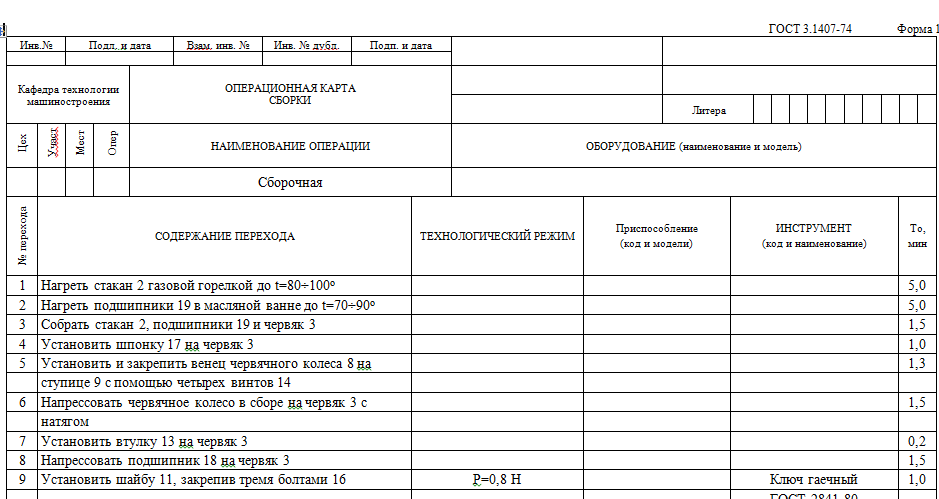 ГОСТ 3.1407-74 Форма 1
Инв.№ Подл. и дата Взам. инв. № Инв. № дубл. Подп. и дата
Кафедра технологии
машиностроения
ОПЕРАЦИОННАЯ КАРТА
СБОРКИ
Литера
Цех Участ Мест Опер НАИМЕНОВАНИЕ ОПЕРАЦИИ ОБОРУДОВАНИЕ (наименование и модель)
Сборочная
№ перехода СОДЕРЖАНИЕ ПЕРЕХОДА ТЕХНОЛОГИЧЕСКИЙ РЕЖИМ Приспособление (код и модели) ИНСТРУМЕНТ (код и наименование) То, мин
1 Нагреть стакан 2 газовой горелкой до t=80÷100º 5,0
2 Нагреть подшипники 19 в масляной ванне до t=70÷90º 5,0
3 Собрать стакан 2, подшипники 19 и червяк 3 1,5
4 Установить шпонку 17 на червяк 3 1,0
5 Установить и закрепить венец червячного колеса 8 на 1,3
ступице 9 с помощью четырех винтов 14
6 Напрессовать червячное колесо в сборе на червяк 3 с 1,5
натягом
7 Установить втулку 13 на червяк 3 0,2
8 Напрессовать подшипник 18 на червяк 3 1,5
9 Установить шайбу 11, закрепив тремя болтами 16 Р=0,8 Н Ключ гаечный 1,0
ГОСТ 2841-80